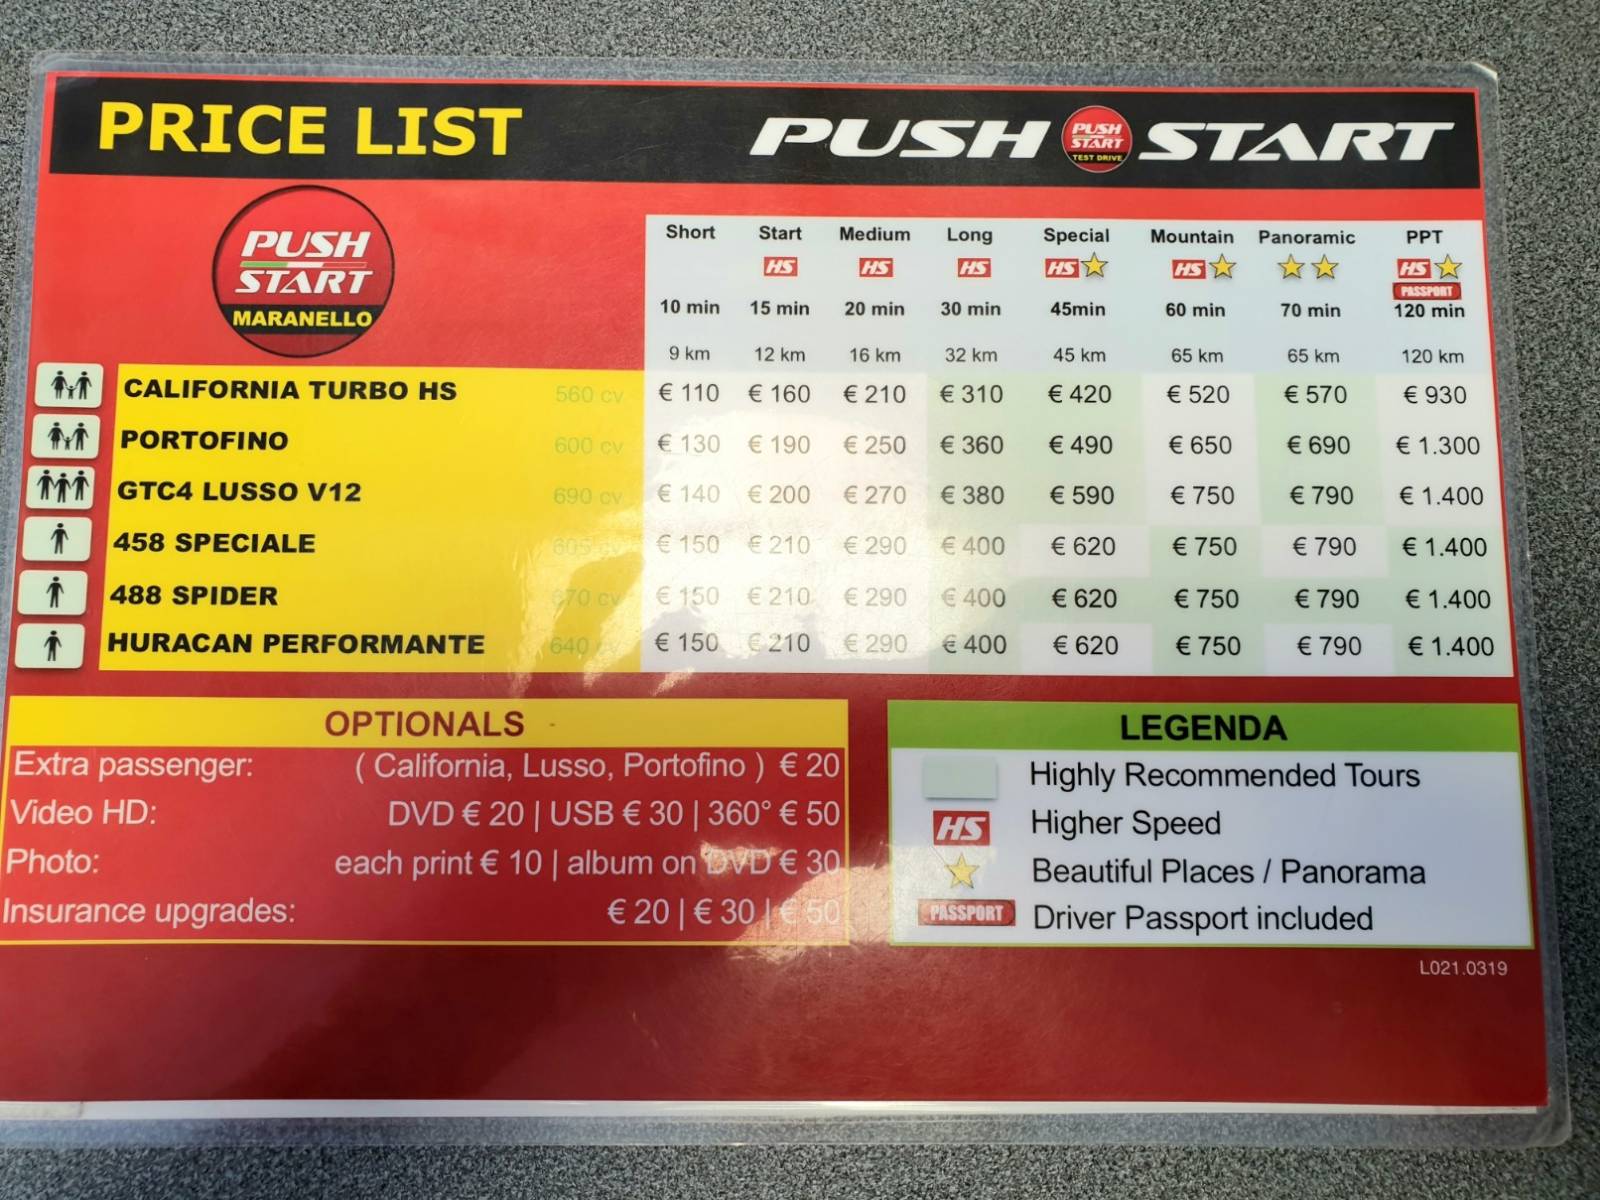 PRICE LIST
PUSH PUSH START TEST DRIVE START
PUSH
START
MARANELLO
Short Start Medium Long Special Mountain Panoramic PPT
HS HS HS HS HS HS
PASSPORT
10 min 15 min 20 min 30 min 45min 60 min 70 min 120 min
9 km 12 km 16 km 32 km 45 km 65 km 65 km 120 km
CALIFORNIA TURBO HS 560 cv € 110 € 160 € 210 € 310 € 420 € 520 € 570 € 930
PORTOFINO 600 cv € 130 € 190 € 250 € 360 € 490 € 650 € 690 € 1.300
GTC4 LUSSO V12 690 cv € 140 € 200 € 270 € 380 € 590 € 750 € 790 € 1.400
458 SPECIALE 605 cv € 150 € 210 € 290 € 400 € 620 € 750 € 790 € 1.400
488 SPIDER 670 cv € 150 € 210 € 290 € 400 € 620 € 750 € 790 € 1.400
HURACAN PERFORMANTE 640 cv € 150 € 210 € 290 € 400 € 620 € 750 € 790 € 1.400
OPTIONALS
Extra passenger: ( California, Lusso, Portofino ) € 20
Video HD: DVD € 20 | USB € 30 | 360° € 50
Photo: each print € 10 | album on DVD € 30
Insurance upgrades: € 20 | € 30 | € 50
LEGENDA
Highly Recommended Tours
HS Higher Speed
Beautiful Places / Panorama
PASSPORT Driver Passport included
L021.0319